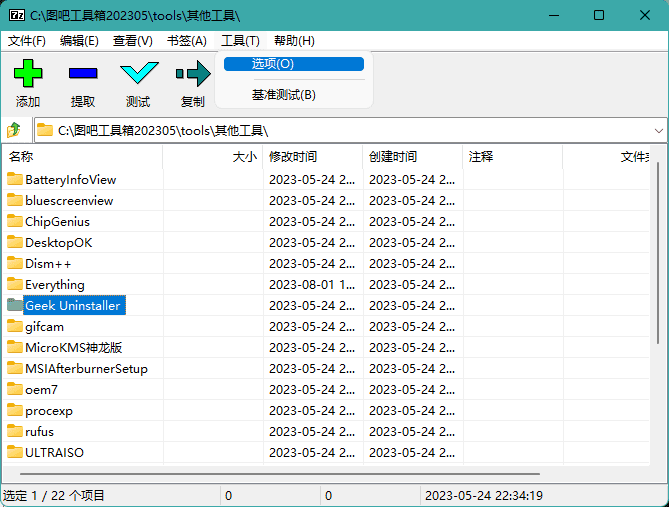 C:\图吧工具箱202305\tools\其他工具\
文件(F) 编辑(E) 查看(V) 书签(A) 工具(T) 帮助(H)
选项(O)
基准测试(B)
添加 提取 测试 复制
C:\图吧工具箱202305\tools\其他工具\
名称 大小 修改时间 创建时间 注释 文件夹
BatteryInfoView 2023-05-24 2... 2023-05-24 2...
bluescreenview 2023-05-24 2... 2023-05-24 2...
ChipGenius 2023-05-24 2... 2023-05-24 2...
DesktopOK 2023-05-24 2... 2023-05-24 2...
Dism++ 2023-05-24 2... 2023-05-24 2...
Everything 2023-08-01 1... 2023-05-24 2...
Geek Uninstaller 2023-05-24 2... 2023-05-24 2...
gifcam 2023-05-24 2... 2023-05-24 2...
MicroKMS神龙版 2023-05-24 2... 2023-05-24 2...
MSIAfterburnerSetup 2023-05-24 2... 2023-05-24 2...
oem7 2023-05-24 2... 2023-05-24 2...
procexp 2023-05-24 2... 2023-05-24 2...
rufus 2023-05-24 2... 2023-05-24 2...
ULTRAISO 2023-05-24 2... 2023-05-24 2...
选定 1 / 22 个项目 0 0 2023-05-24 22:34:19